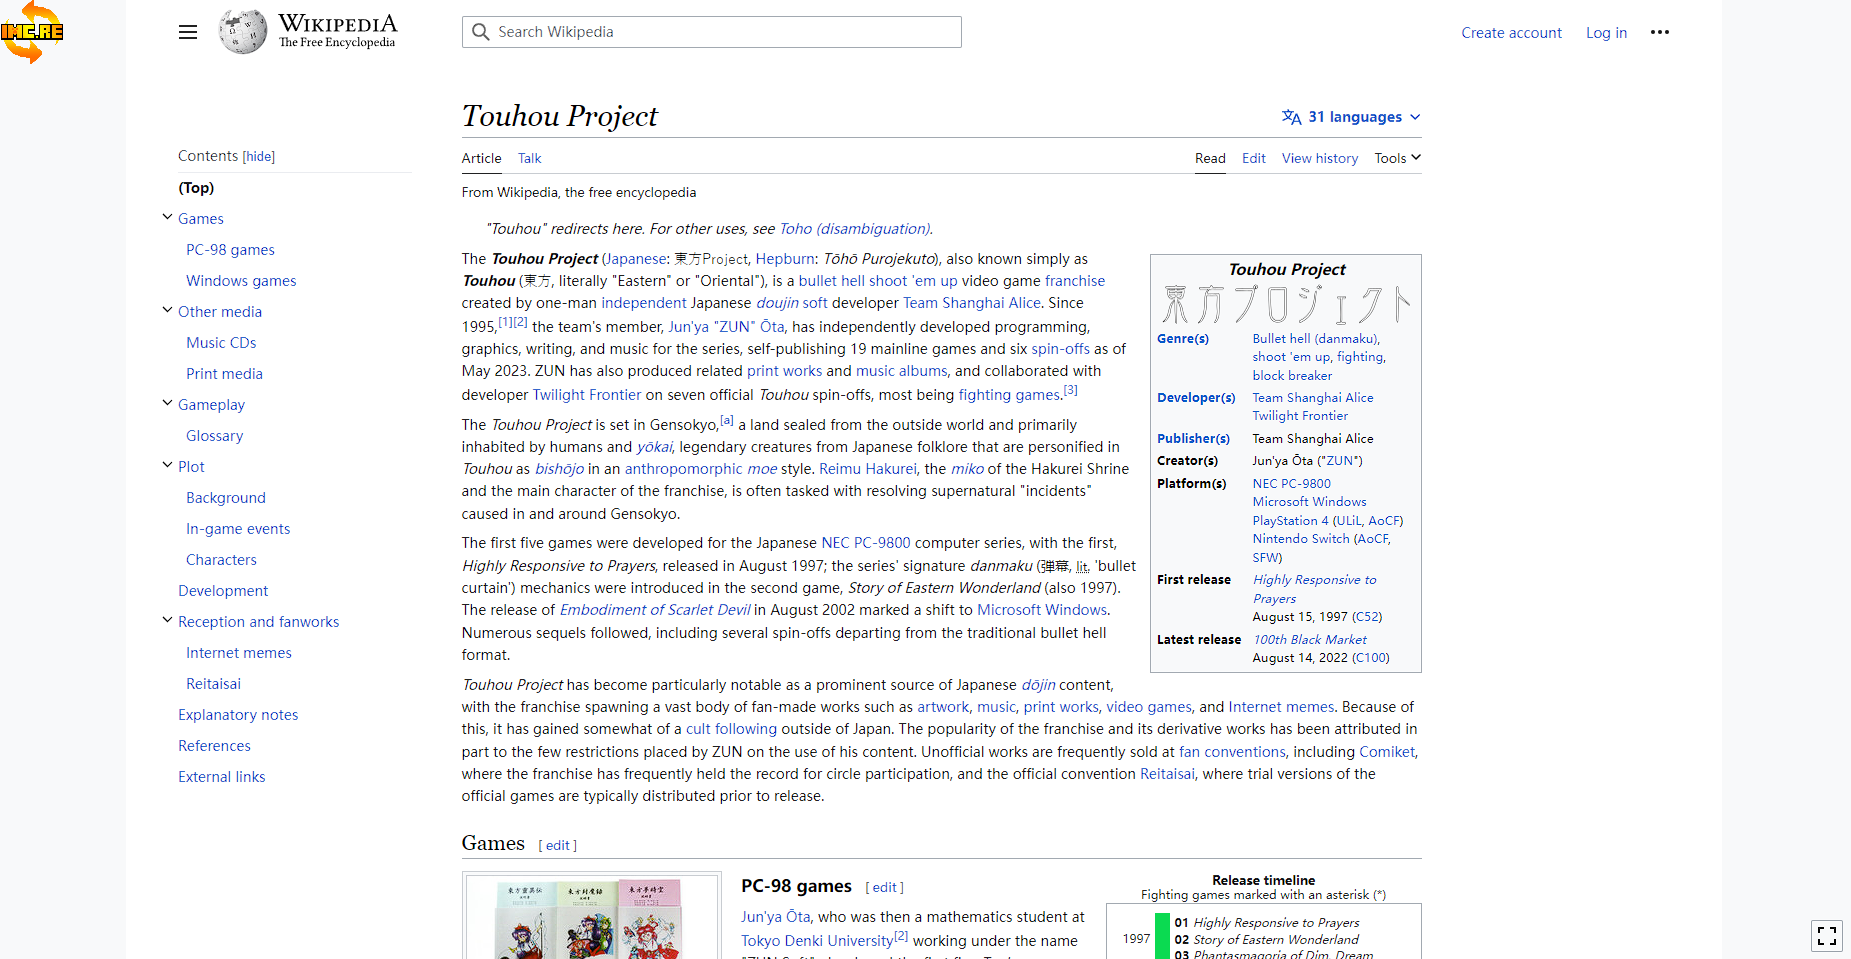 IMC.RE
WIKIPEDIA
The Free Encyclopedia
Search Wikipedia
Create account
Log in
Contents [hide]
(Top)
Games
PC-98 games
Windows games
Other media
Music CDs
Print media
Gameplay
Glossary
Plot
Background
In-game events
Characters
Development
Reception and fanworks
Internet memes
Reitaisai
Explanatory notes
References
External links
Touhou Project
31 languages
Article Talk
Read Edit View history Tools
From Wikipedia, the free encyclopedia
"Touhou" redirects here. For other uses, see Toho (disambiguation).
The Touhou Project (Japanese: 東方Project, Hepburn: Tōhō Purojekuto), also known simply as
Touhou (東方, literally "Eastern" or "Oriental"), is a bullet hell shoot 'em up video game franchise
created by one-man independent Japanese doujin soft developer Team Shanghai Alice. Since
1995,[1][2] the team's member, Jun'ya "ZUN" Ōta, has independently developed programming,
graphics, writing, and music for the series, self-publishing 19 mainline games and six spin-offs as of
May 2023. ZUN has also produced related print works and music albums, and collaborated with
developer Twilight Frontier on seven official Touhou spin-offs, most being fighting games.[3]
The Touhou Project is set in Gensokyo,[a] a land sealed from the outside world and primarily
inhabited by humans and yōkai, legendary creatures from Japanese folklore that are personified in
Touhou as bishōjo in an anthropomorphic moe style. Reimu Hakurei, the miko of the Hakurei Shrine
and the main character of the franchise, is often tasked with resolving supernatural "incidents"
caused in and around Gensokyo.
The first five games were developed for the Japanese NEC PC-9800 computer series, with the first,
Highly Responsive to Prayers, released in August 1997; the series' signature danmaku (弾幕, lit. 'bullet
curtain') mechanics were introduced in the second game, Story of Eastern Wonderland (also 1997).
The release of Embodiment of Scarlet Devil in August 2002 marked a shift to Microsoft Windows.
Numerous sequels followed, including several spin-offs departing from the traditional bullet hell
format.
Touhou Project has become particularly notable as a prominent source of Japanese dōjin content,
with the franchise spawning a vast body of fan-made works such as artwork, music, print works, video games, and Internet memes. Because of
this, it has gained somewhat of a cult following outside of Japan. The popularity of the franchise and its derivative works has been attributed in
part to the few restrictions placed by ZUN on the use of his content. Unofficial works are frequently sold at fan conventions, including Comiket,
where the franchise has frequently held the record for circle participation, and the official convention Reitaisai, where trial versions of the
official games are typically distributed prior to release.
Touhou Project
東方プロジェクト
Genre(s) Bullet hell (danmaku),
shoot 'em up, fighting,
block breaker
Developer(s) Team Shanghai Alice
Twilight Frontier
Publisher(s) Team Shanghai Alice
Creator(s) Jun'ya Ōta ("ZUN")
Platform(s) NEC PC-9800
Microsoft Windows
PlayStation 4 (ULiL, AoCF)
Nintendo Switch (AoCF,
SFW)
First release Highly Responsive to
Prayers
August 15, 1997 (C52)
Latest release 100th Black Market
August 14, 2022 (C100)
Games [ edit ]
PC-98 games [ edit ]
Jun'ya Ōta, who was then a mathematics student at
Tokyo Denki University[2] working under the name
Release timeline
Fighting games marked with an asterisk (*)
1997
01 Highly Responsive to Prayers
02 Story of Eastern Wonderland
03 Phantasmagoria of Dim. Dream